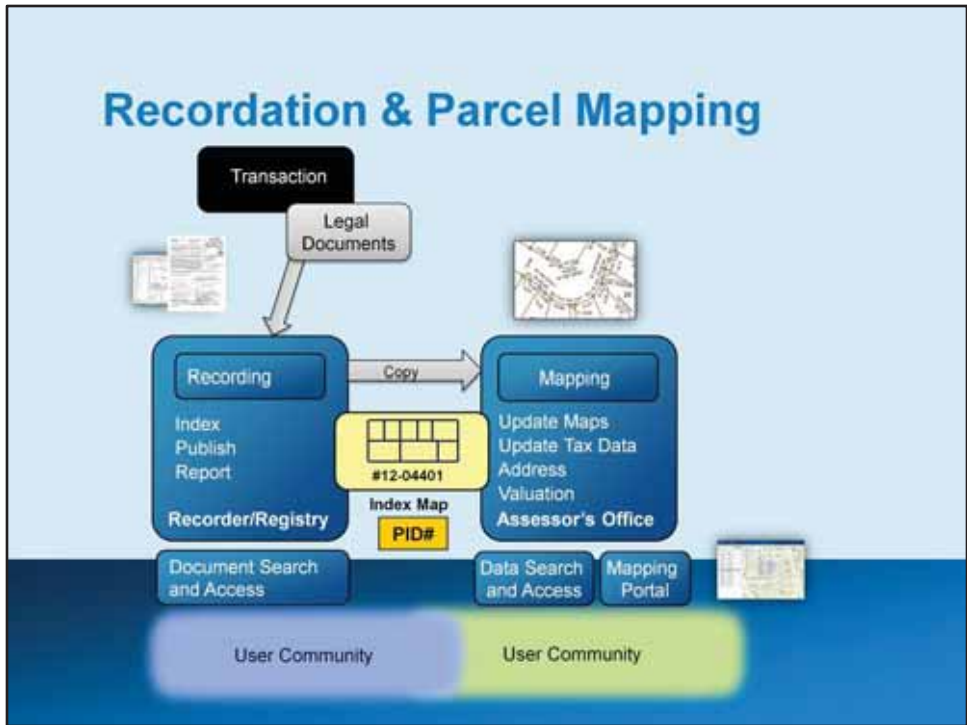 Recordation & Parcel Mapping
Transaction
Legal
Documents
Recording
Index
Publish
Report
Recorder/Registry
Copy
#12-04401
Index Map
PID#
Mapping
Update Maps
Update Tax Data
Address
Valuation
Assessor's Office
Document Search
and Access
Data Search
and Access
Mapping
Portal
User Community
User Community